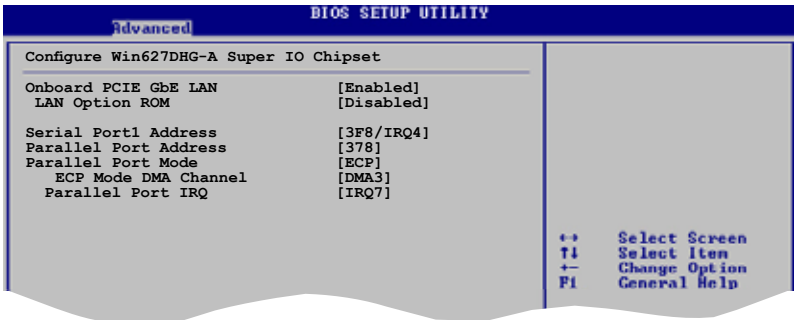 BIOS SETUP UTILITY
Advanced
Configure Win627DHG-A Super IO Chipset
Onboard PCIE GbE LAN [Enabled]
LAN Option ROM [Disabled]
Serial Port1 Address [3F8/IRQ4]
Parallel Port Address [378]
Parallel Port Mode [ECP]
ECP Mode DMA Channel [DMA3]
Parallel Port IRQ [IRQ7]
↔ Select Screen
↑↓ Select Item
+- Change Option
F1 General Help